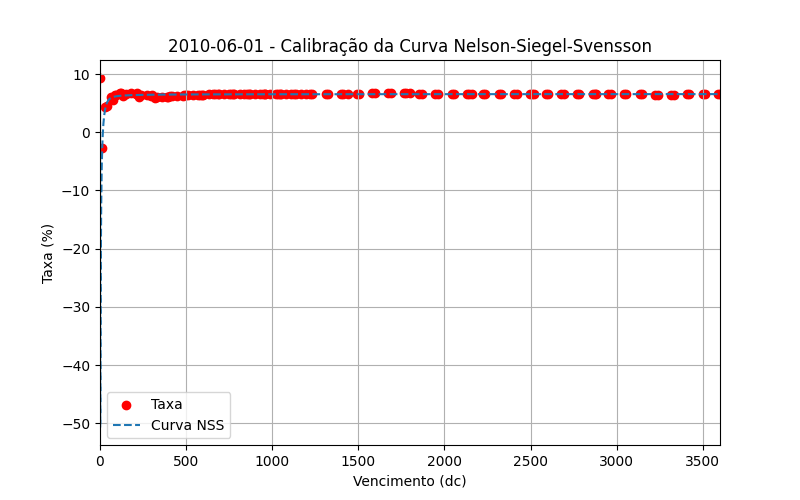 2010-06-01 - Calibração da Curva Nelson-Siegel-Svensson
Taxa (%)
10
0
−10
−20
−30
−40
−50
Taxa
Curva NSS
0 500 1000 1500 2000 2500 3000 3500
Vencimento (dc)